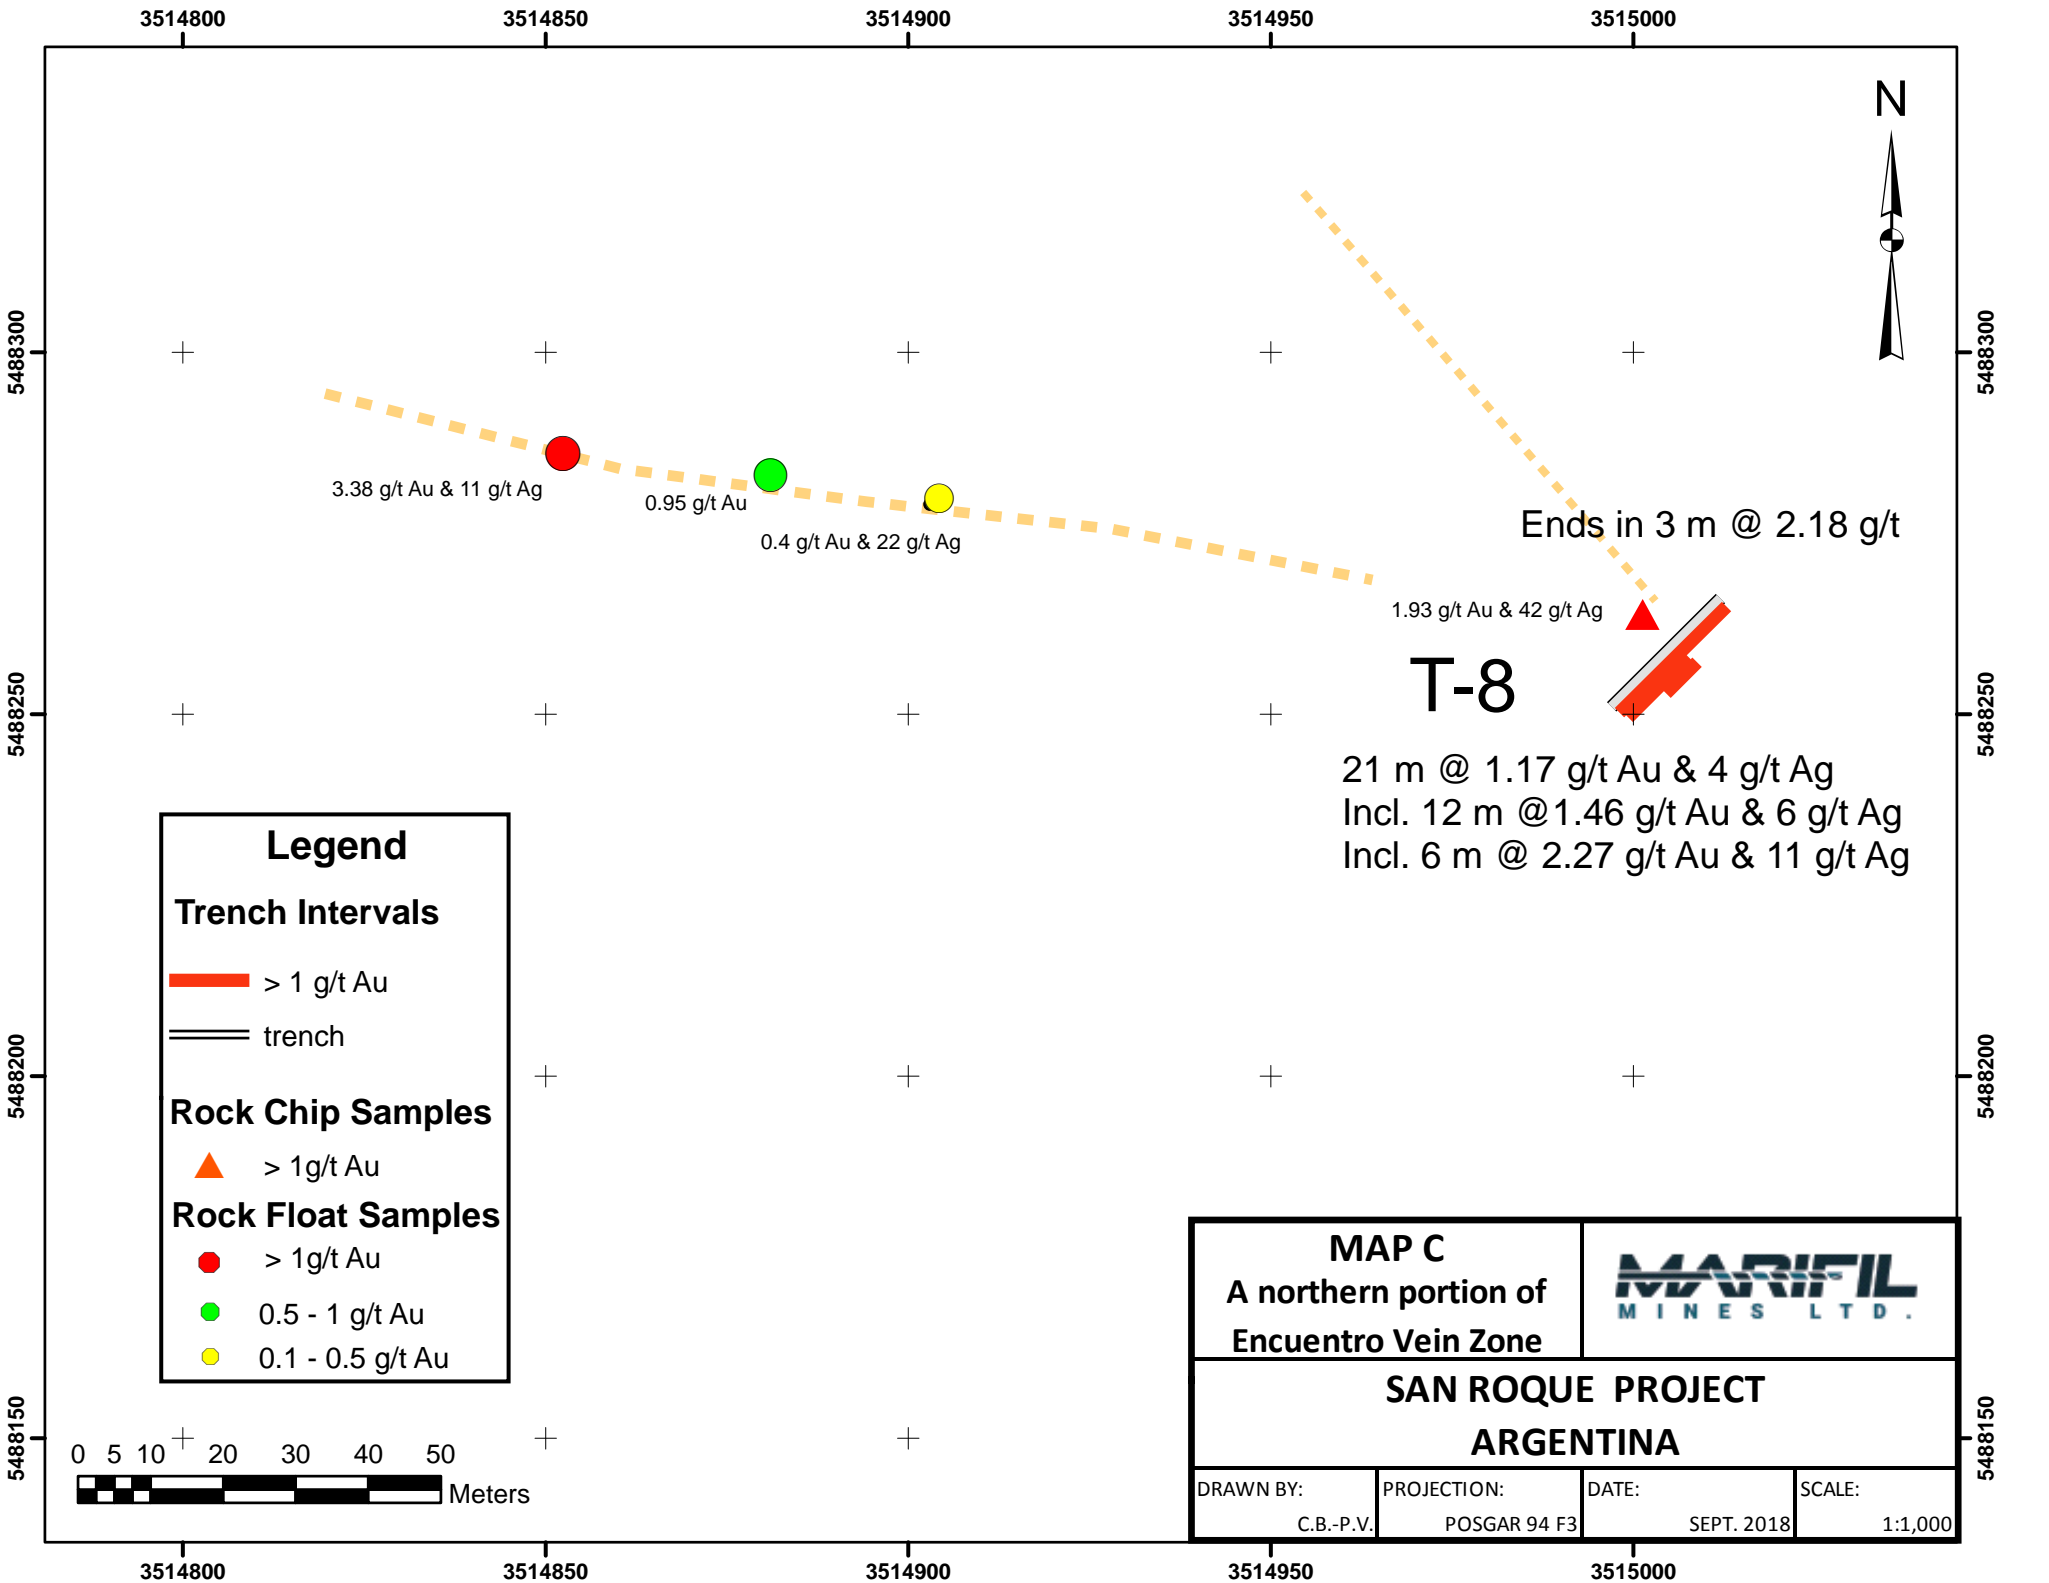 3514800 3514850 3514900 3514950 3515000
N
5488300 5488300
3.38 g/t Au & 11 g/t Ag
0.95 g/t Au
0.4 g/t Au & 22 g/t Ag
Ends in 3 m @ 2.18 g/t
1.93 g/t Au & 42 g/t Ag
T-8
5488250 5488250
21 m @ 1.17 g/t Au & 4 g/t Ag
Incl. 12 m @1.46 g/t Au & 6 g/t Ag
Incl. 6 m @ 2.27 g/t Au & 11 g/t Ag
Legend
Trench Intervals
> 1 g/t Au
trench
Rock Chip Samples
> 1g/t Au
Rock Float Samples
> 1g/t Au
0.5 - 1 g/t Au
0.1 - 0.5 g/t Au
5488200 5488200
MAP C
A northern portion of
Encuentro Vein Zone
MARIFIL
MINES LTD.
SAN ROQUE PROJECT
ARGENTINA
DRAWN BY: PROJECTION: DATE: SCALE:
C.B.-P.V. POSGAR 94 F3 SEPT. 2018 1:1,000
5488150 5488150
0 5 10 20 30 40 50
Meters
3514800 3514850 3514900 3514950 3515000